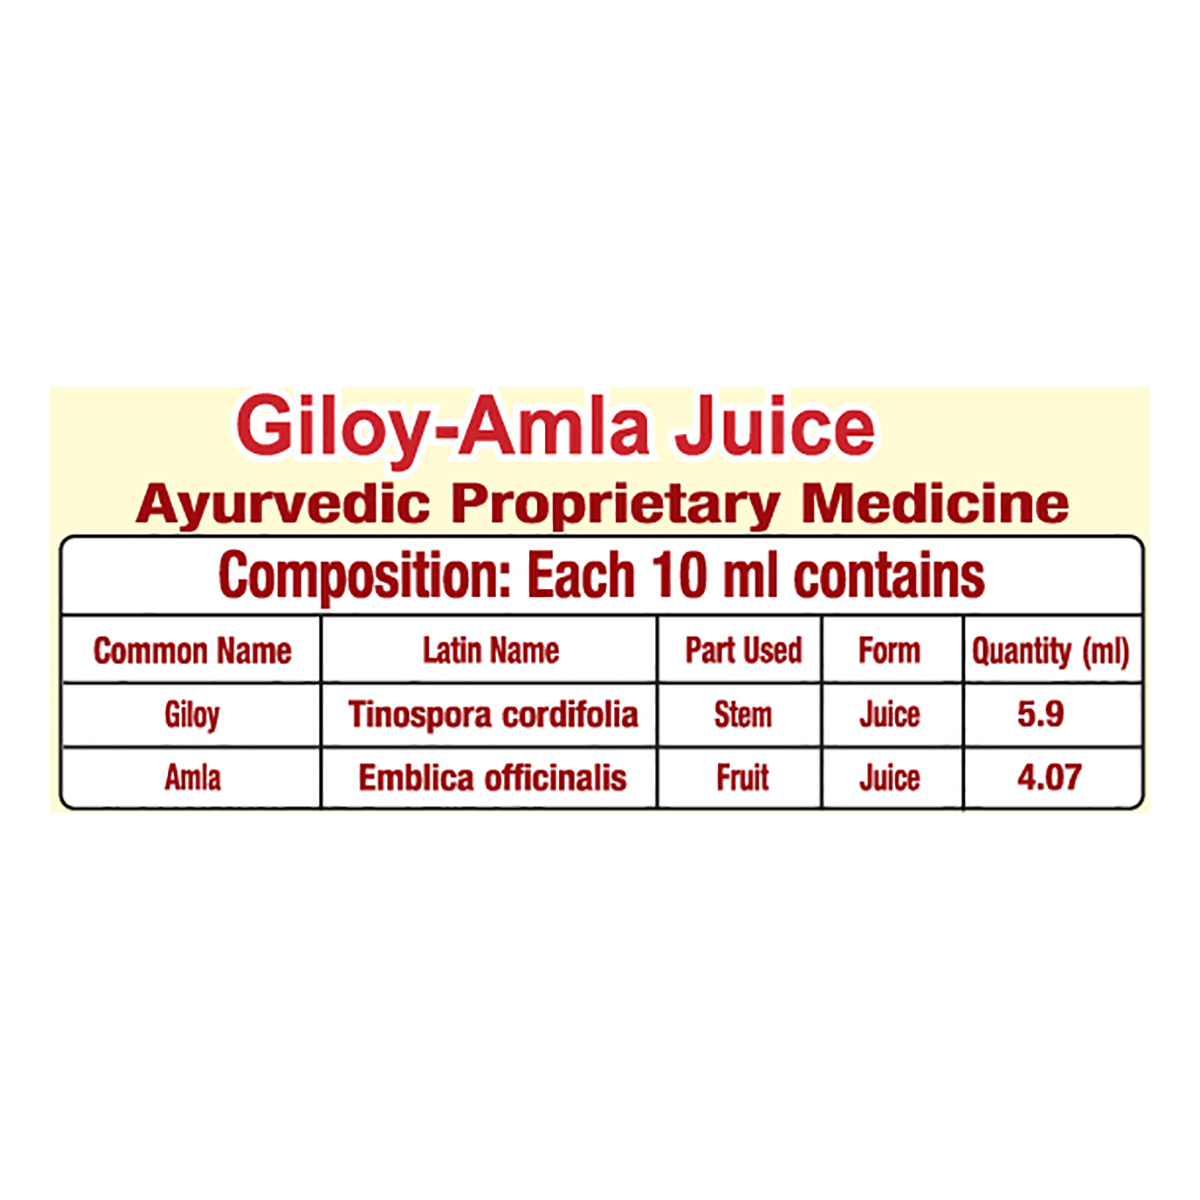 Giloy-Amla Juice
Ayurvedic Proprietary Medicine
Composition: Each 10 ml contains
Common Name Latin Name Part Used Form Quantity (ml)
Giloy Tinospora cordifolia Stem Juice 5.9
Amla Emblica officinalis Fruit Juice 4.07